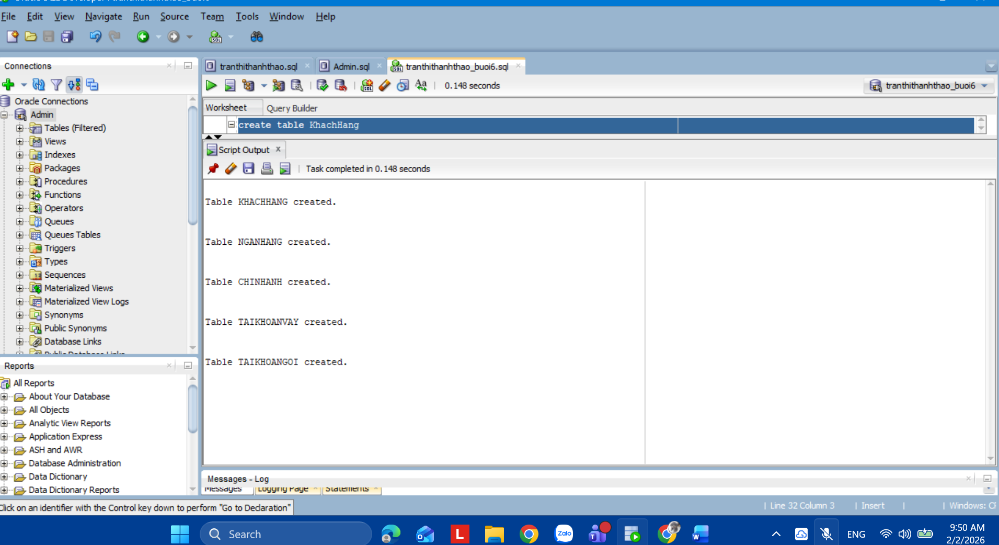 File Edit View Navigate Run Source Team Tools Window Help
Connections
Oracle Connections
Admin
Tables (Filtered)
Views
Indexes
Packages
Procedures
Functions
Operators
Queues
Queues Tables
Triggers
Types
Sequences
Materialized Views
Materialized View Logs
Synonyms
Public Synonyms
Database Links
Public Database Links
Reports
All Reports
About Your Database
All Objects
Analytic View Reports
Application Express
ASH and AWR
Database Administration
Data Dictionary
Data Dictionary Reports
tranthithanhthao.sql
Admin.sql
tranthithanhthao_buoi6.sql
0.148 seconds
tranthithanhthao_buoi6
Worksheet Query Builder
create table KhachHang
Script Output
Task completed in 0.148 seconds
Table KHACHHANG created.
Table NGANHANG created.
Table CHINHANH created.
Table TAIKHOANVAY created.
Table TAIKHOANGOI created.
Messages - Log
Messages Logging Page Statements
Click on an identifier with the Control key down to perform "Go to Declaration"
Line 32 Column 3
Insert
Windows:
Search
L
Zalo
ENG
9:50 AM
2/2/2026